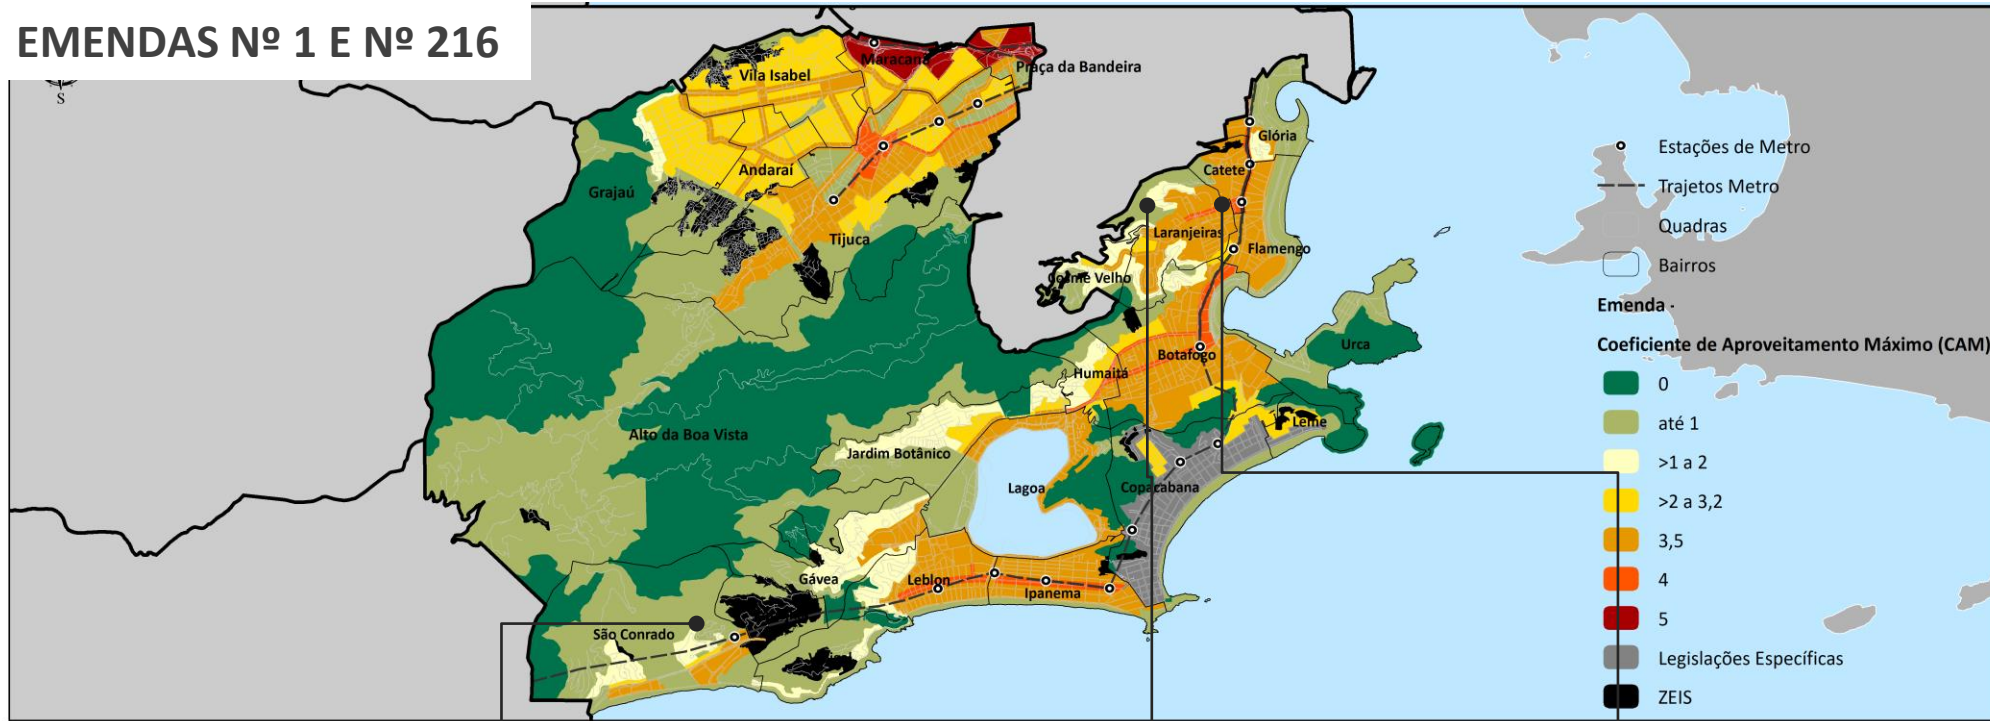 EMENDAS Nº 1 E Nº 216
S
Vila Isabel
Maracanã
Praça da Bandeira
Glória
Catete
Grajaú
Andaraí
Tijuca
Laranjeiras
Flamengo
Cosme Velho
Botafogo
Urca
Humaitá
Leme
Alto da Boa Vista
Jardim Botânico
Lagoa
Copacabana
Gávea
Leblon
Ipanema
São Conrado
Estações de Metro
Trajetos Metro
Quadras
Bairros
Emenda -
Coeficiente de Aproveitamento Máximo (CAM)
0
até 1
>1 a 2
>2 a 3,2
3,5
4
5
Legislações Específicas
ZEIS